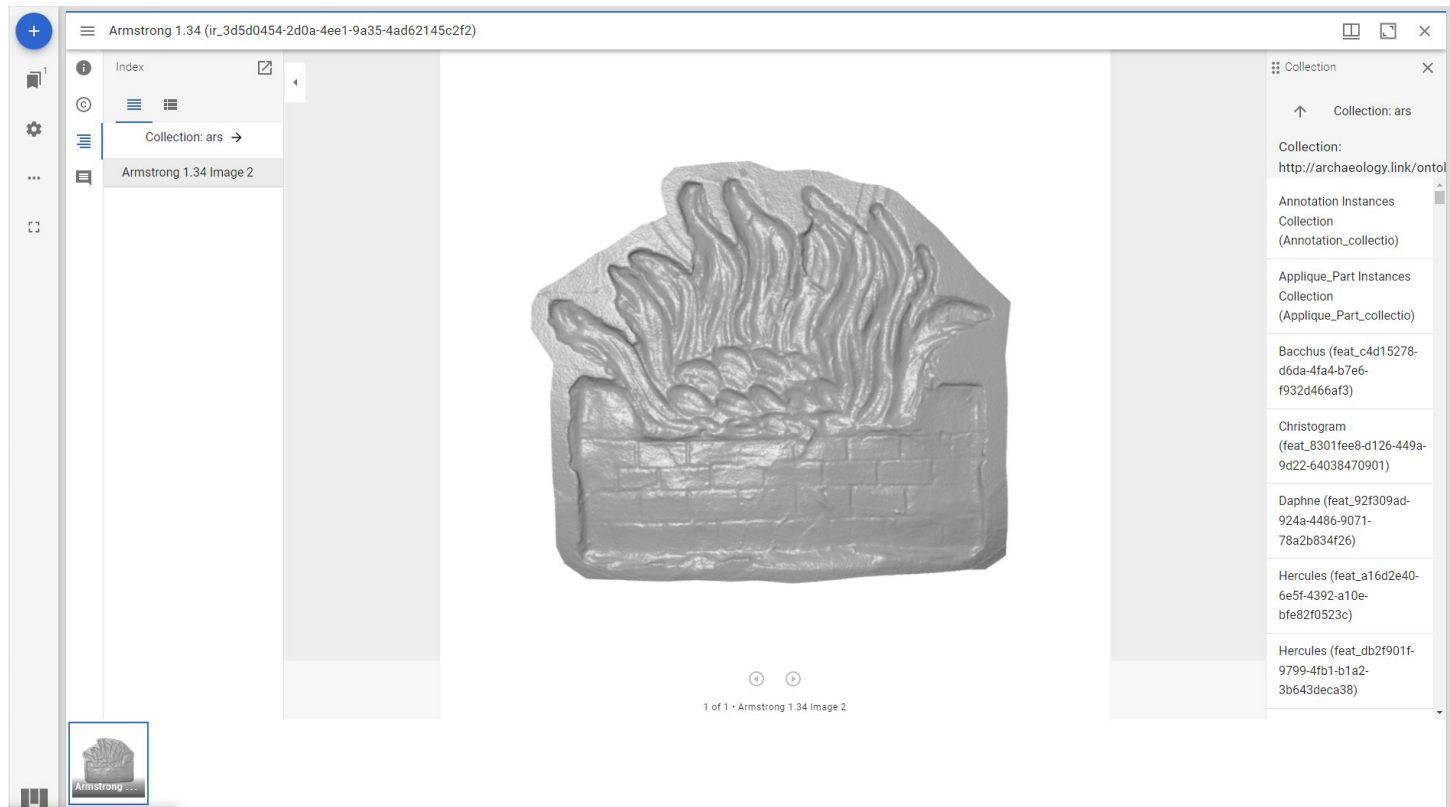 Armstrong 1.34 (ir_3d5d0454-2d0a-4ee1-9a35-4ad62145c2f2)
1
Index
Collection: ars
Armstrong 1.34 Image 2
1 of 1 • Armstrong 1.34 Image 2
Armstrong ...
Collection
Collection: ars
Collection:
http://archaeology.link/ontol
Annotation Instances
Collection
(Annotation_collectio)
Applique_Part Instances
Collection
(Applique_Part_collectio)
Bacchus (feat_c4d15278-
d6da-4fa4-b7e6-
f932d466af3)
Christogram
(feat_8301fee8-d126-449a-
9d22-64038470901)
Daphne (feat_92f309ad-
924a-4486-9071-
78a2b834f26)
Hercules (feat_a16d2e40-
6e5f-4392-a10e-
bfe82f0523c)
Hercules (feat_db2f901f-
9799-4fb1-b1a2-
3b643deca38)